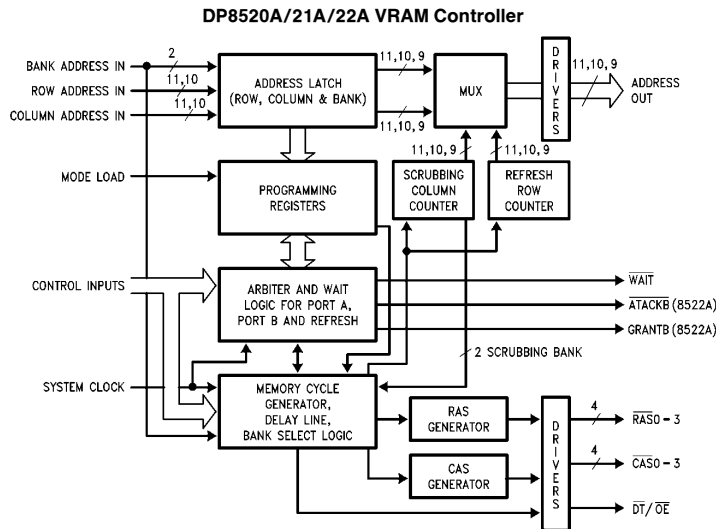 DP8520A/21A/22A VRAM Controller
BANK ADDRESS IN
2
ROW ADDRESS IN
11,10
COLUMN ADDRESS IN
11,10
ADDRESS LATCH
(ROW, COLUMN & BANK)
11,10,9
11,10,9
MUX
DRIVERS
11,10,9
ADDRESS
OUT
11,10,9
11,10,9
MODE LOAD
PROGRAMMING
REGISTERS
SCRUBBING
COLUMN
COUNTER
REFRESH
ROW
COUNTER
CONTROL INPUTS
ARBITER AND WAIT
LOGIC FOR PORT A,
PORT B AND REFRESH
WAIT
ATACKB (8522A)
GRANTB (8522A)
2 SCRUBBING BANK
SYSTEM CLOCK
MEMORY CYCLE
GENERATOR,
DELAY LINE,
BANK SELECT LOGIC
RAS
GENERATOR
CAS
GENERATOR
DRIVERS
4
RAS0-3
4
CAS0-3
DT/OE